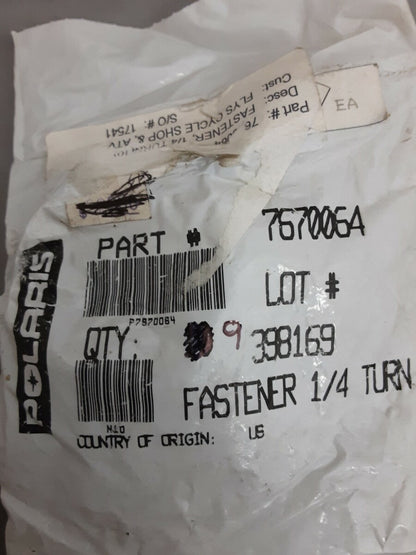 EA
Part #: 76
Desc: FASTENER, 1/4 TURN
Cust: FLYS CYCLE SHOP & ATV
S/O #: 17541
POLARIS
PART #
767006A
LOT #
QTY. 9 398169
FASTENER 1/4 TURN
COUNTRY OF ORIGIN: US